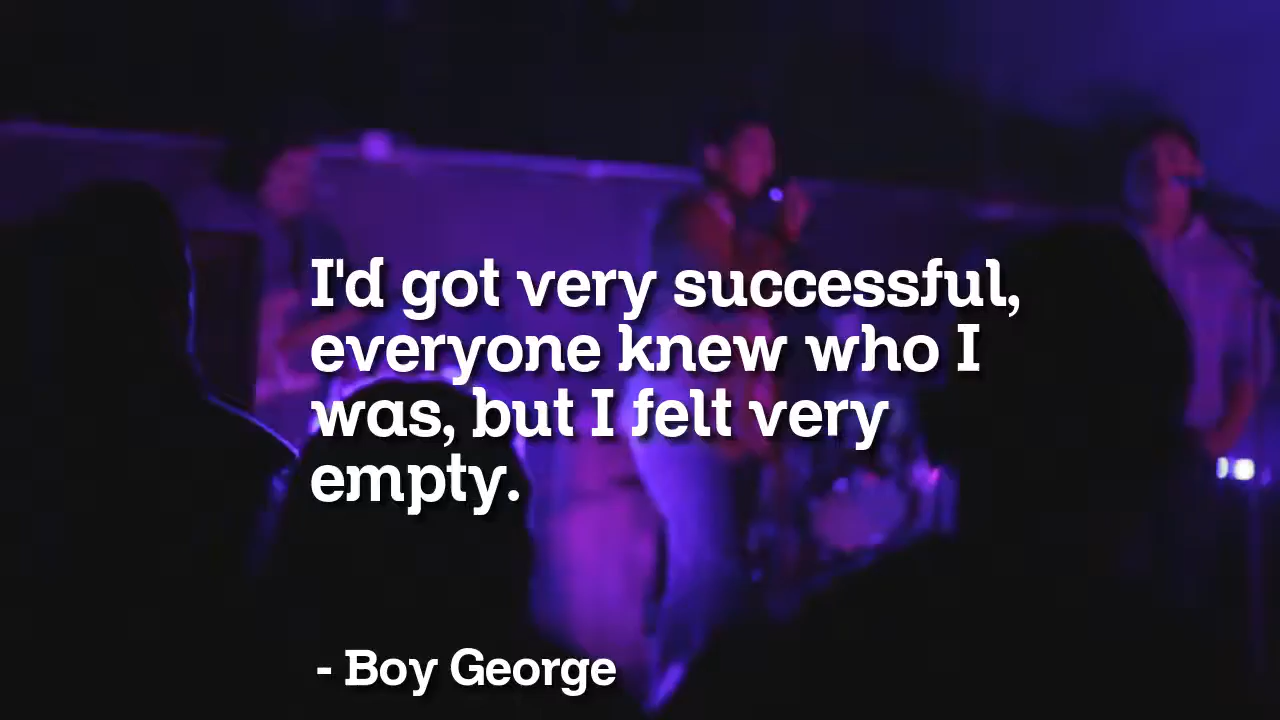 I'd got very successful,
everyone knew who I
was, but I felt very
empty.
- Boy George